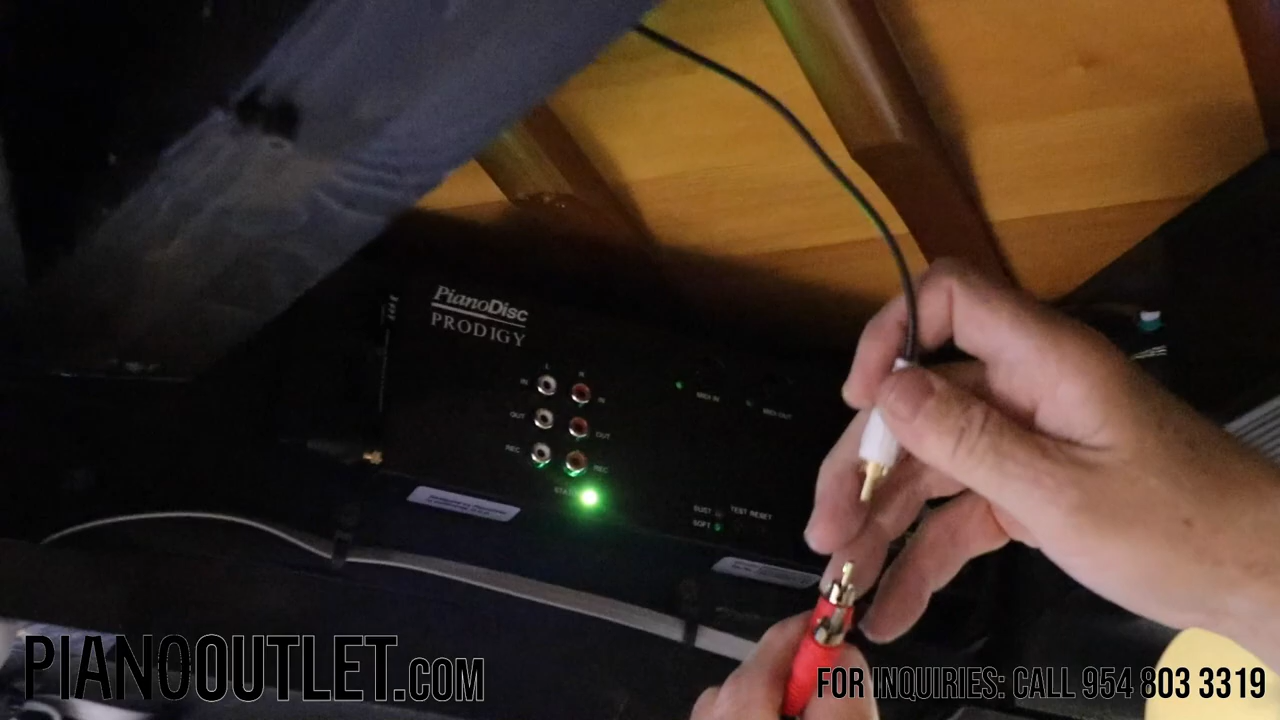 PianoDisc
PRODIGY
L R
IN IN
MIDI IN
MIDI OUT
OUT OUT
REC REC
TEST RESET
SOFT
PIANOOUTLET.COM
FOR INQUIRIES: CALL 954 803 3319